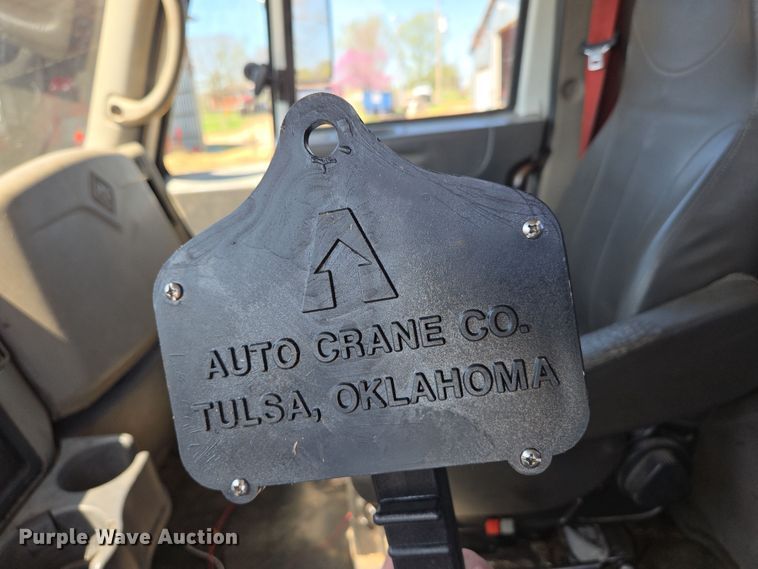 AUTO CRANE CO.
TULSA, OKLAHOMA
Purple Wave Auction®